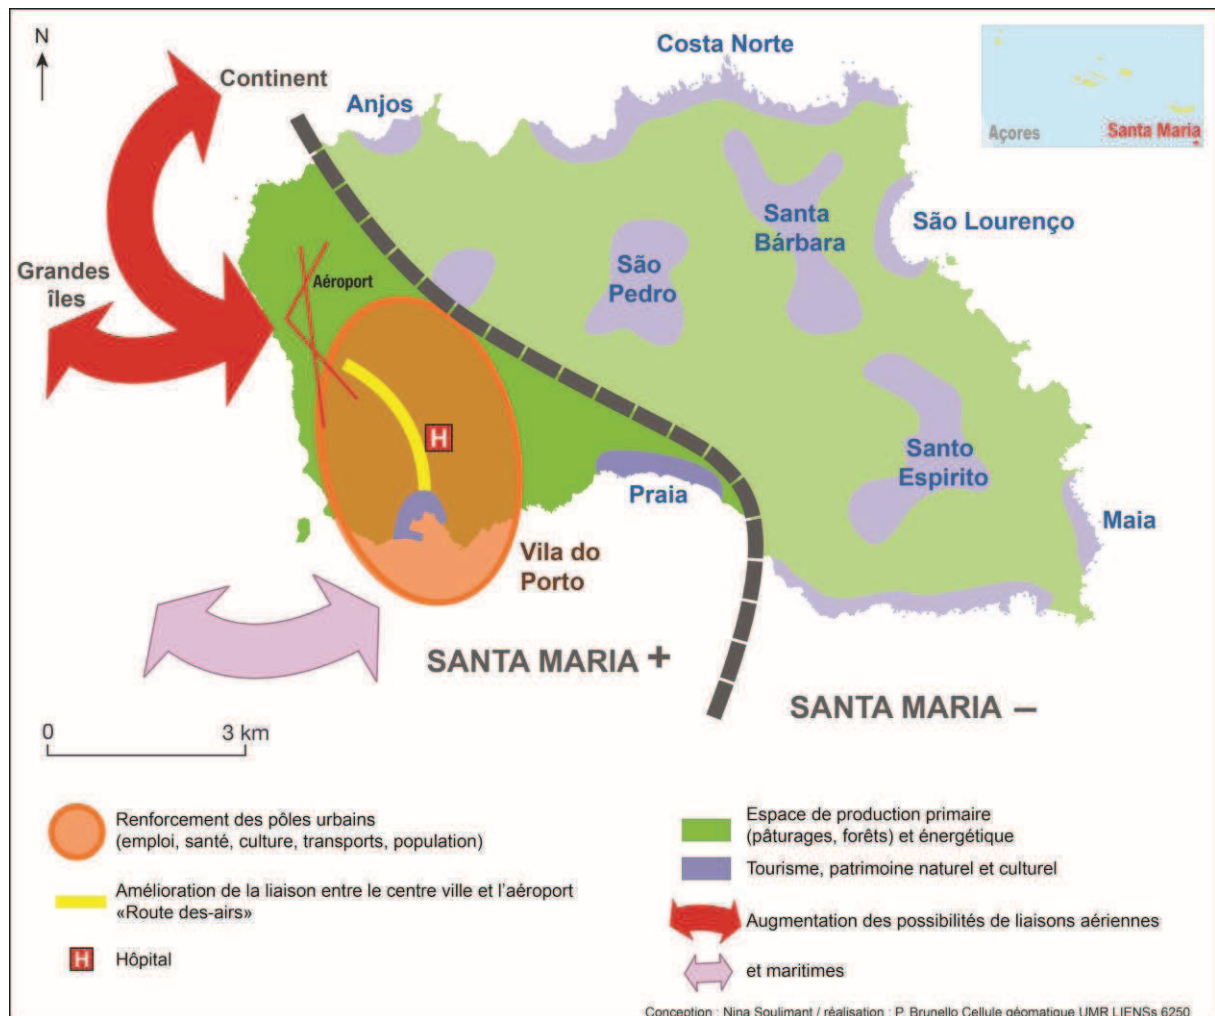 N
Continent
Anjos
Costa Norte
Açores
Santa Maria
Santa
Bárbara
São Lourenço
São
Pedro
Grandes
îles
Aéroport
H
Santo
Espirito
Praia
Maia
Vila do
Porto
SANTA MARIA +
SANTA MARIA –
0 3 km
Renforcement des pôles urbains
(emploi, santé, culture, transports, population)
Amélioration de la liaison entre le centre ville et l'aéroport
«Route des-airs»
H Hôpital
Espace de production primaire
(pâturages, forêts) et énergétique
Tourisme, patrimoine naturel et culturel
Augmentation des possibilités de liaisons aériennes
et maritimes
Conception : Nina Soulimant / réalisation : P. Brunello Cellule géomatique UMR LIENSs 6250